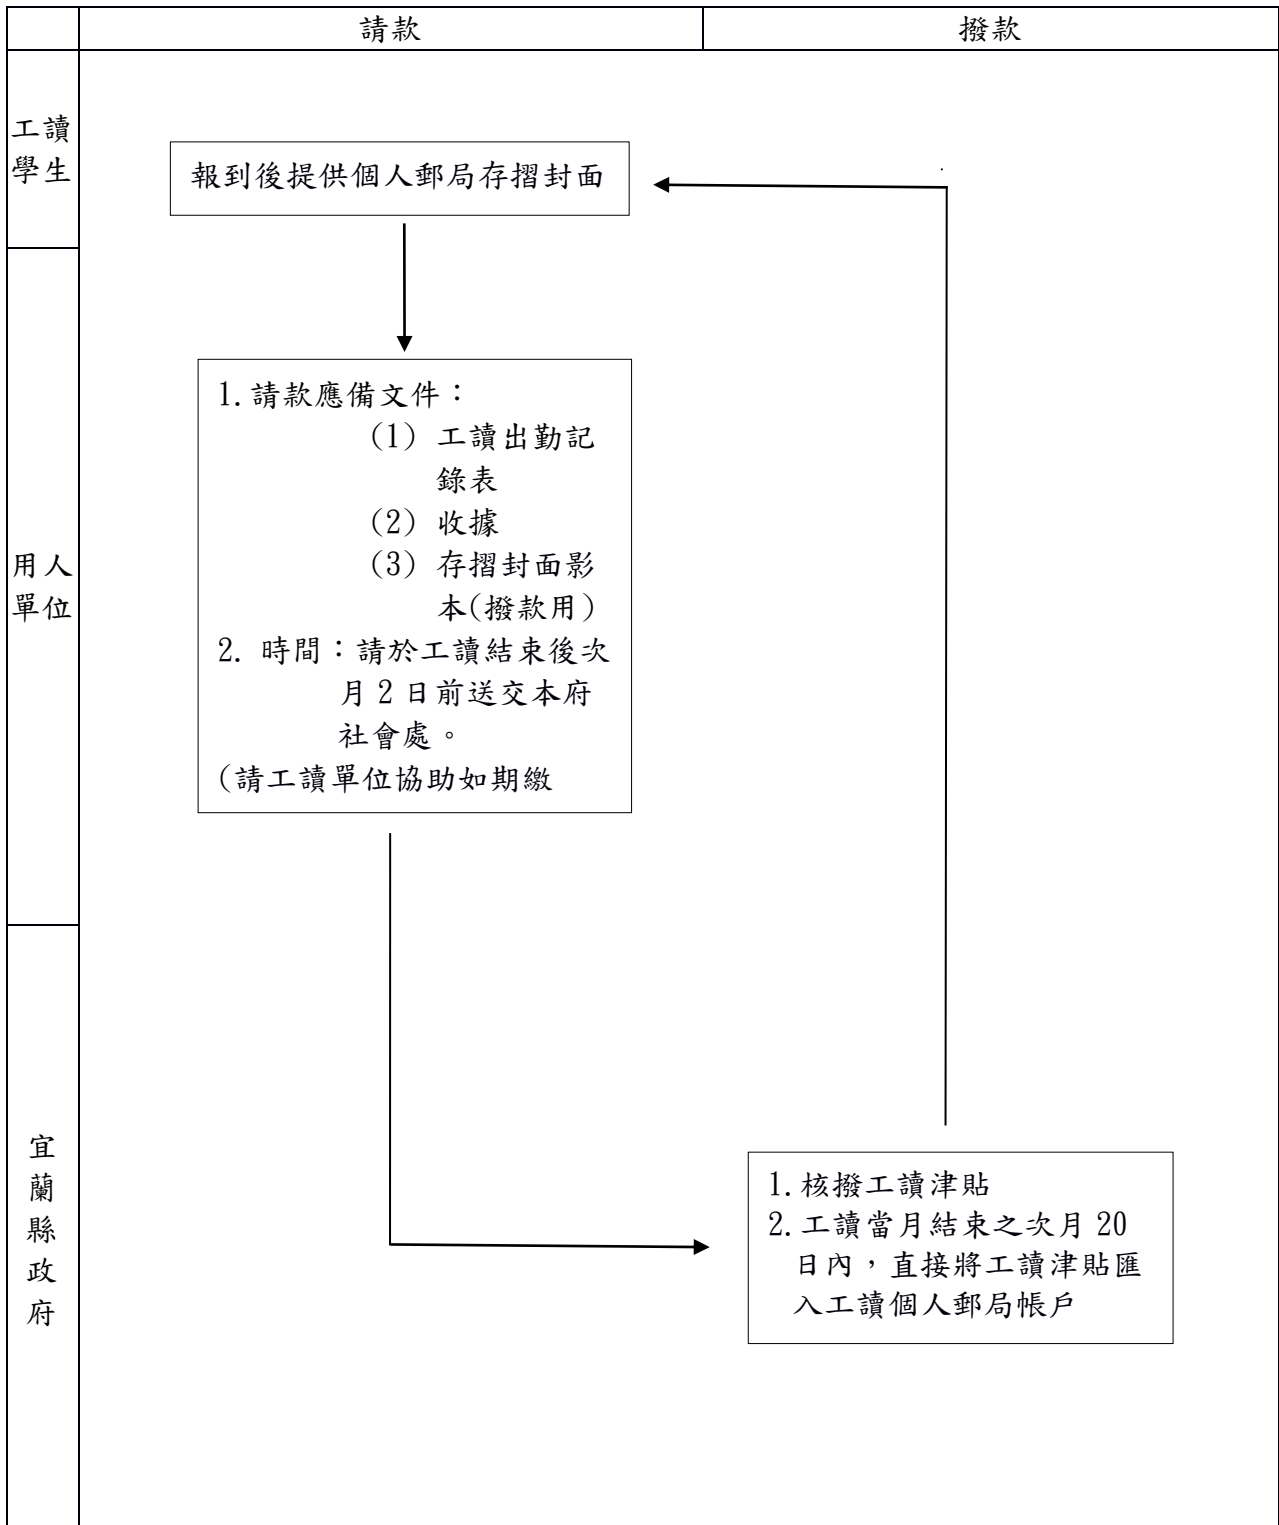 請款
撥款
工讀
學生
報到後提供個人郵局存摺封面
用人
單位
1.請款應備文件：
(1) 工讀出勤記
錄表
(2) 收據
(3) 存摺封面影
本(撥款用)
2. 時間：請於工讀結束後次
月 2 日前送交本府
社會處。
(請工讀單位協助如期繳
宜
蘭
縣
政
府
1.核撥工讀津貼
2.工讀當月結束之次月 20
日內，直接將工讀津貼匯
入工讀個人郵局帳戶